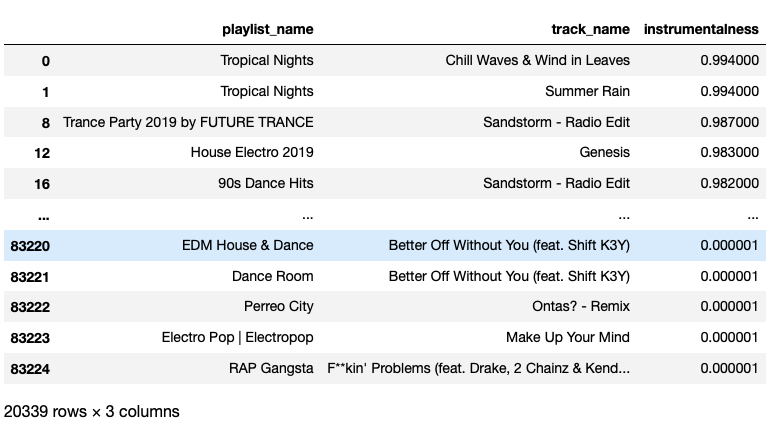 playlist_name track_name instrumentalness
0 Tropical Nights Chill Waves & Wind in Leaves 0.994000
1 Tropical Nights Summer Rain 0.994000
8 Trance Party 2019 by FUTURE TRANCE Sandstorm - Radio Edit 0.987000
12 House Electro 2019 Genesis 0.983000
16 90s Dance Hits Sandstorm - Radio Edit 0.982000
... ... ... ...
83220 EDM House & Dance Better Off Without You (feat. Shift K3Y) 0.000001
83221 Dance Room Better Off Without You (feat. Shift K3Y) 0.000001
83222 Perreo City Ontas? - Remix 0.000001
83223 Electro Pop | Electropop Make Up Your Mind 0.000001
83224 RAP Gangsta F**kin' Problems (feat. Drake, 2 Chainz & Kend... 0.000001
20339 rows × 3 columns